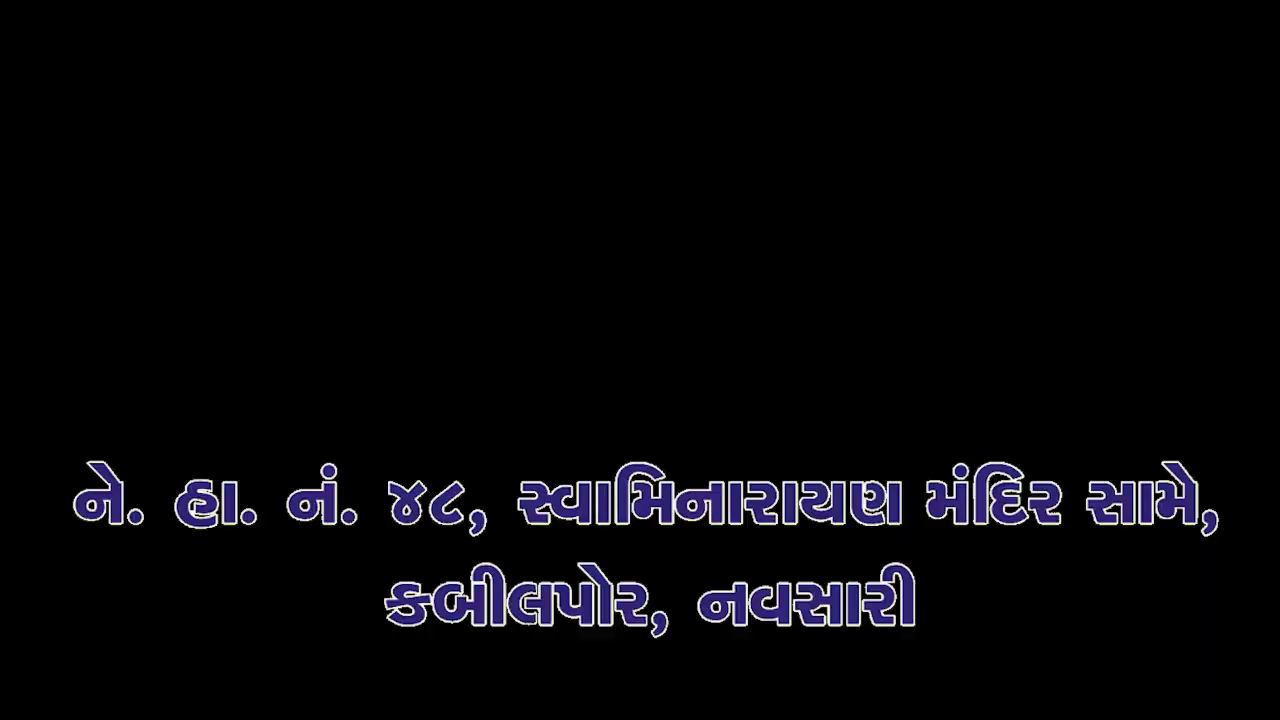 ને. હા. નં. ૪૮, સ્વામિનારાયણ મંદિર સામે,
કબીલપોર, નવસારી